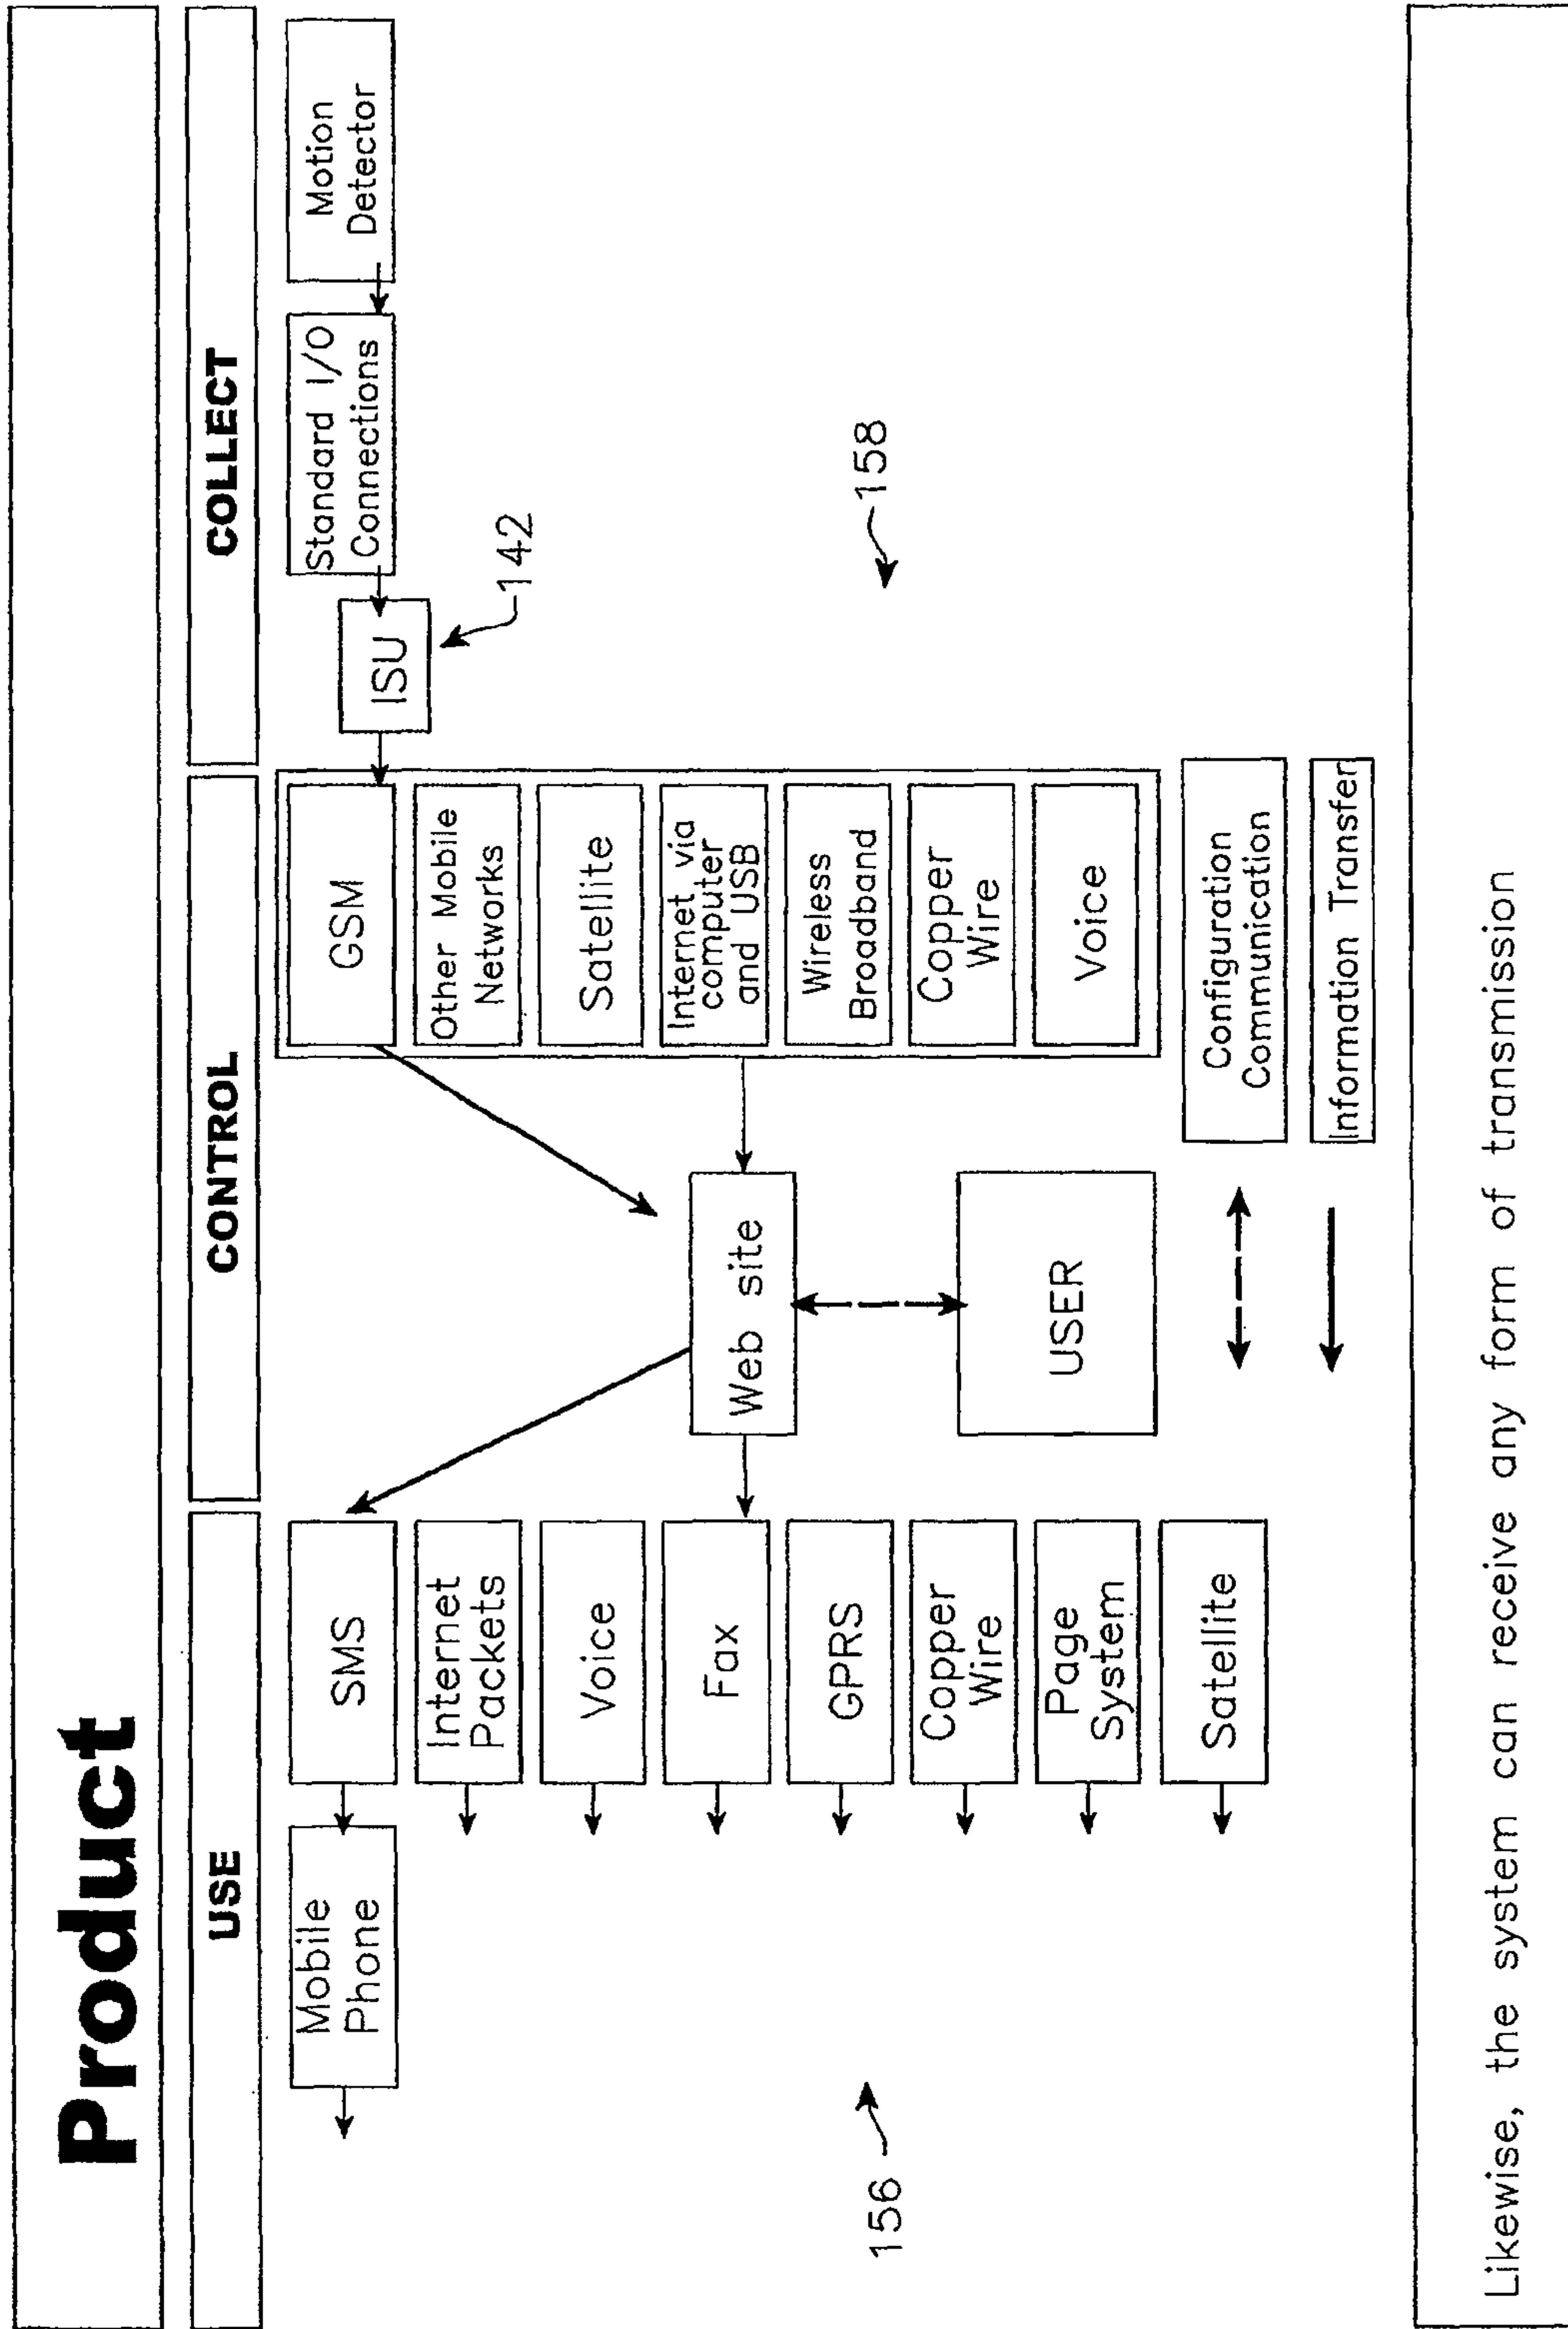 Product
USE
CONTROL
COLLECT
Mobile
Phone
SMS
Internet
Packets
Voice
Fax
GPRS
Copper
Wire
Page
System
Satellite
156
Web site
USER
GSM
Other Mobile
Networks
Satellite
Internet via
computer
and USB
Wireless
Broadband
Copper
Wire
Voice
Configuration
Communication
Information Transfer
ISU
142
Standard I/O
Connections
Motion
Detector
158
Likewise, the system can receive any form of transmission